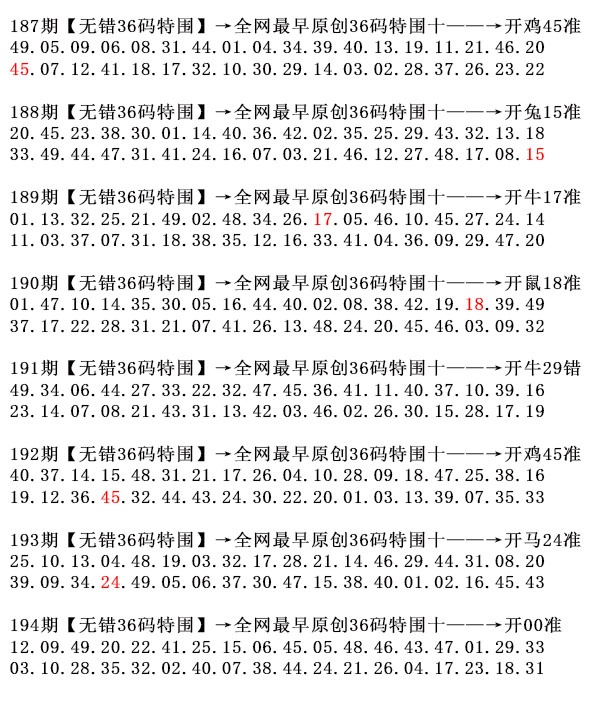 187期【无错36码特围】→全网最早原创36码特围十——→开鸡45准
49.05.09.06.08.31.44.01.04.34.39.40.13.19.11.21.46.20
45.07.12.41.18.17.32.10.30.29.14.03.02.28.37.26.23.22
188期【无错36码特围】→全网最早原创36码特围十——→开兔15准
20.45.23.38.30.01.14.40.36.42.02.35.25.29.43.32.13.18
33.49.44.47.31.41.24.16.07.03.21.46.12.27.48.17.08.15
189期【无错36码特围】→全网最早原创36码特围十——→开牛17准
01.13.32.25.21.49.02.48.34.26.17.05.46.10.45.27.24.14
11.03.37.07.31.18.38.35.12.16.33.41.04.36.09.29.47.20
190期【无错36码特围】→全网最早原创36码特围十——→开鼠18准
01.47.10.14.35.30.05.16.44.40.02.08.38.42.19.18.39.49
37.17.22.28.31.21.07.41.26.13.48.24.20.45.46.03.09.32
191期【无错36码特围】→全网最早原创36码特围十——→开牛29错
49.34.06.44.27.33.22.32.47.45.36.41.11.40.37.10.39.16
23.14.07.08.21.43.31.13.42.03.46.02.26.30.15.28.17.19
192期【无错36码特围】→全网最早原创36码特围十——→开鸡45准
40.37.14.15.48.31.21.17.26.04.10.28.09.18.47.25.38.16
19.12.36.45.32.44.43.24.30.22.20.01.03.13.39.07.35.33
193期【无错36码特围】→全网最早原创36码特围十——→开马24准
25.10.13.04.48.19.03.32.17.28.21.14.46.29.44.31.08.20
39.09.34.24.49.05.06.37.30.47.15.38.40.01.02.16.45.43
194期【无错36码特围】→全网最早原创36码特围十——→开00准
12.09.49.20.22.41.25.15.06.45.05.48.46.43.47.01.29.33
03.10.28.35.32.02.40.07.38.44.24.21.26.04.17.23.18.31